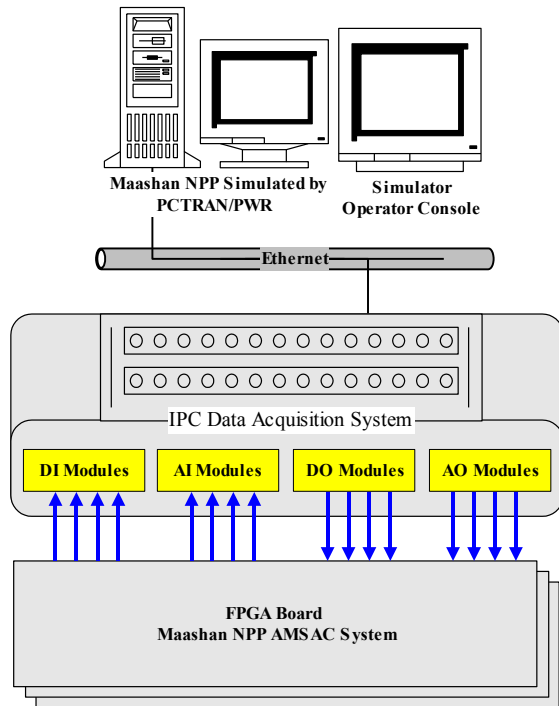 Maashan NPP Simulated by
PCTRAN/PWR
Simulator
Operator Console
Ethernet
IPC Data Acquisition System
DI Modules
AI Modules
DO Modules
AO Modules
FPGA Board
Maashan NPP AMSAC System